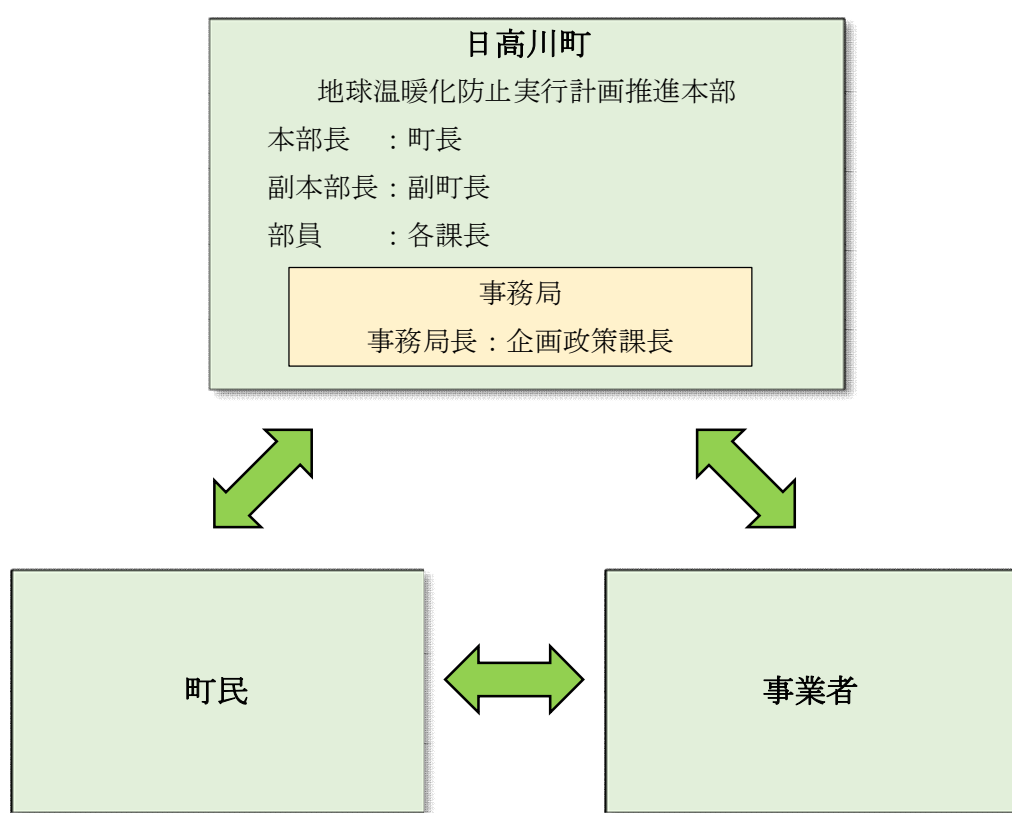 日高川町
地球温暖化防止実行計画推進本部
本部長　：町長
副本部長：副町長
部員　　：各課長
事務局
事務局長：企画政策課長
町民
事業者